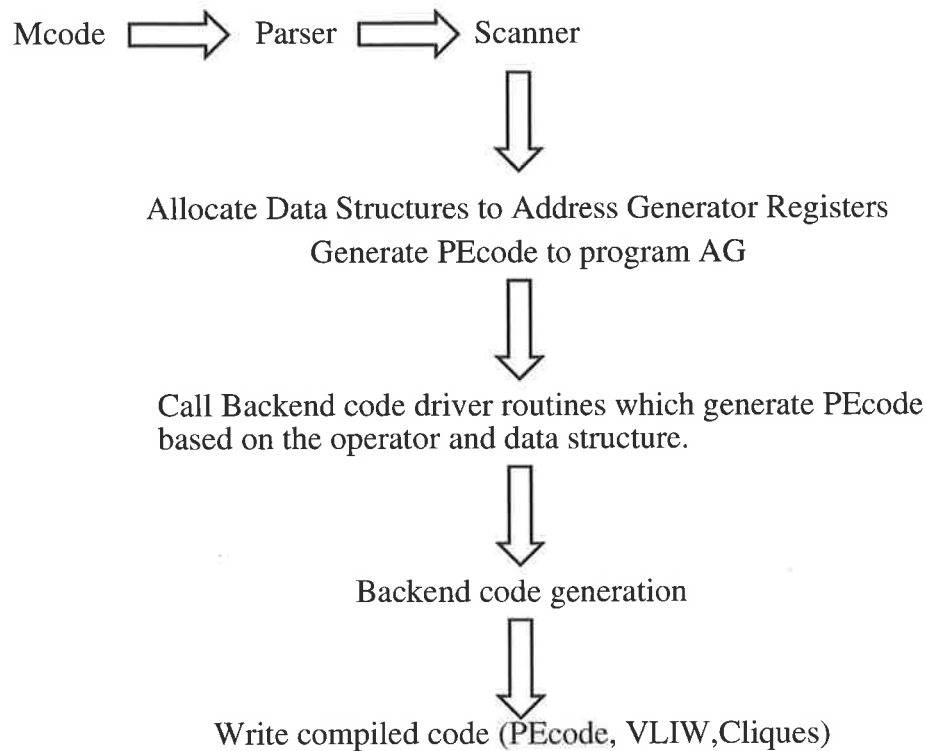 Mcode Parser Scanner
Allocate Data Structures to Address Generator Registers
Generate PEcode to program AG
Call Backend code driver routines which generate PEcode
based on the operator and data structure.
Backend code generation
Write compiled code (PEcode, VLIW,Cliques)